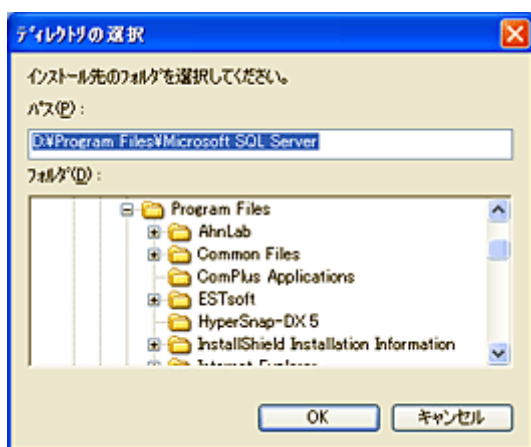 ディレクトリの選択
インストール先のフォルダを選択してください。
パス(P):
D:¥Program Files¥Microsoft SQL Server
フォルダ(D):
Program Files
AhnLab
Common Files
ComPlus Applications
ESTsoft
HyperSnap-DX 5
InstallShield Installation Information
Internet Explorer
OK キャンセル